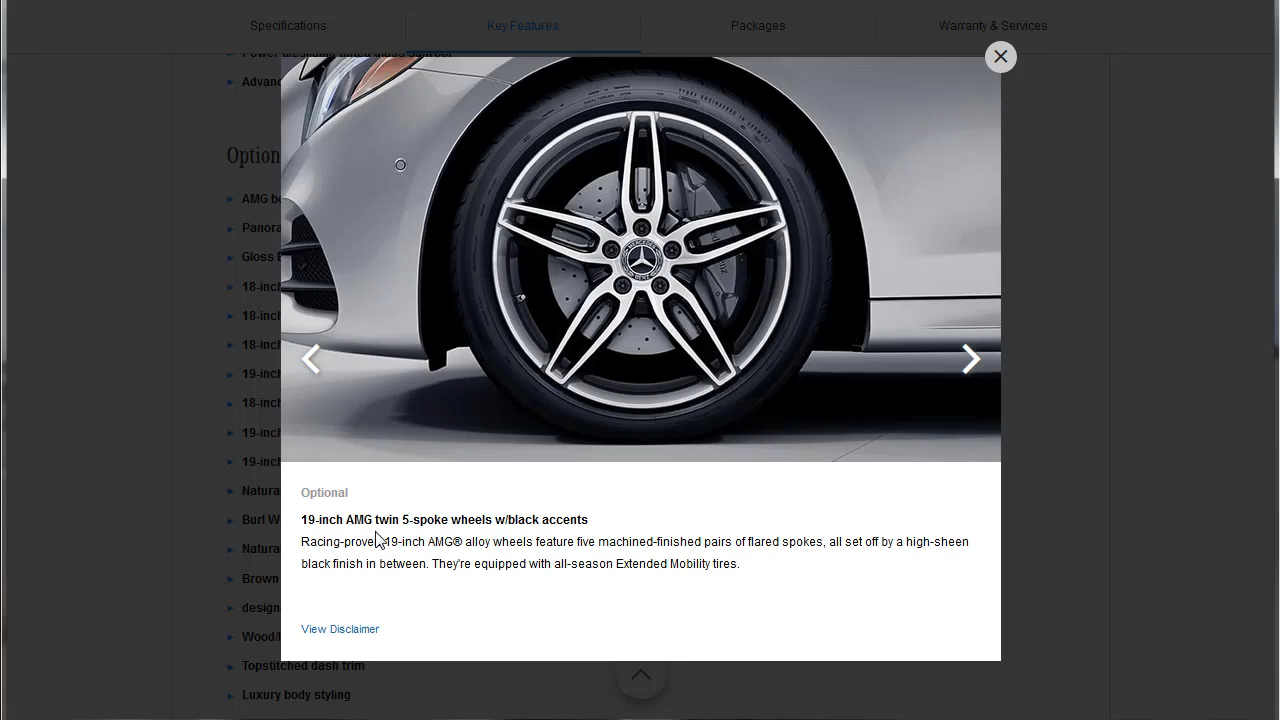 Specifications
Key Features
Packages
Warranty & Services
Advanc
Option
AMG bo
Panora
Gloss B
18-inch
18-inch
18-inch
19-inch
18-inch
19-inch
19-inch
Natura
Burl W
Natura
Brown
design
Wood/
Topstitched dash trim
Luxury body styling
MERCEDES
BENZ
Optional
19-inch AMG twin 5-spoke wheels w/black accents
Racing-proven 19-inch AMG® alloy wheels feature five machined-finished pairs of flared spokes, all set off by a high-sheen
black finish in between. They're equipped with all-season Extended Mobility tires.
View Disclaimer